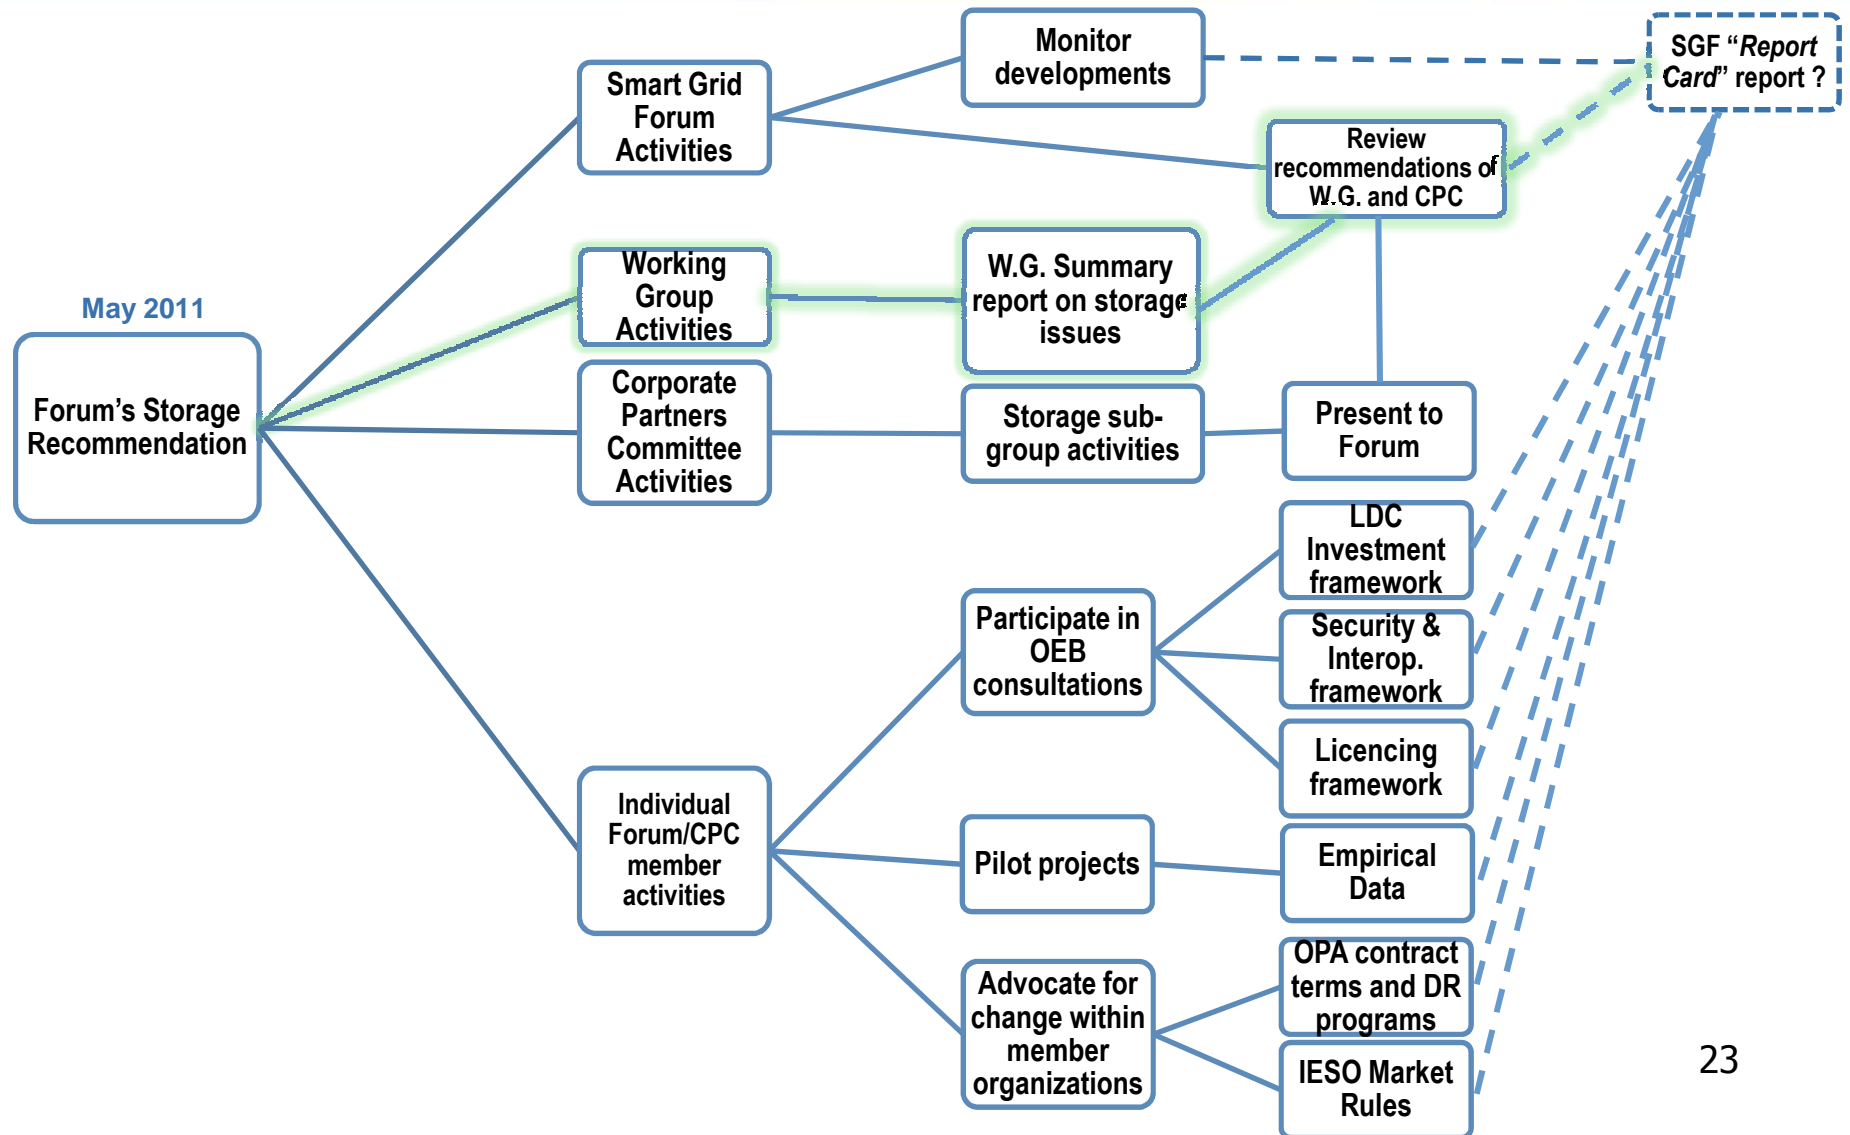 May 2011
Forum’s Storage
Recommendation
Smart Grid
Forum
Activities
Working
Group
Activities
Corporate
Partners
Committee
Activities
Individual
Forum/CPC
member
activities
Monitor
developments
W.G. Summary
report on storage
issues
Storage sub-
group activities
Participate in
OEB
consultations
Pilot projects
Advocate for
change within
member
organizations
Review
recommendations of
W.G. and CPC
Present to
Forum
LDC
Investment
framework
Security &
Interop.
framework
Licencing
framework
Empirical
Data
OPA contract
terms and DR
programs
IESO Market
Rules
SGF “Report
Card” report ?
23